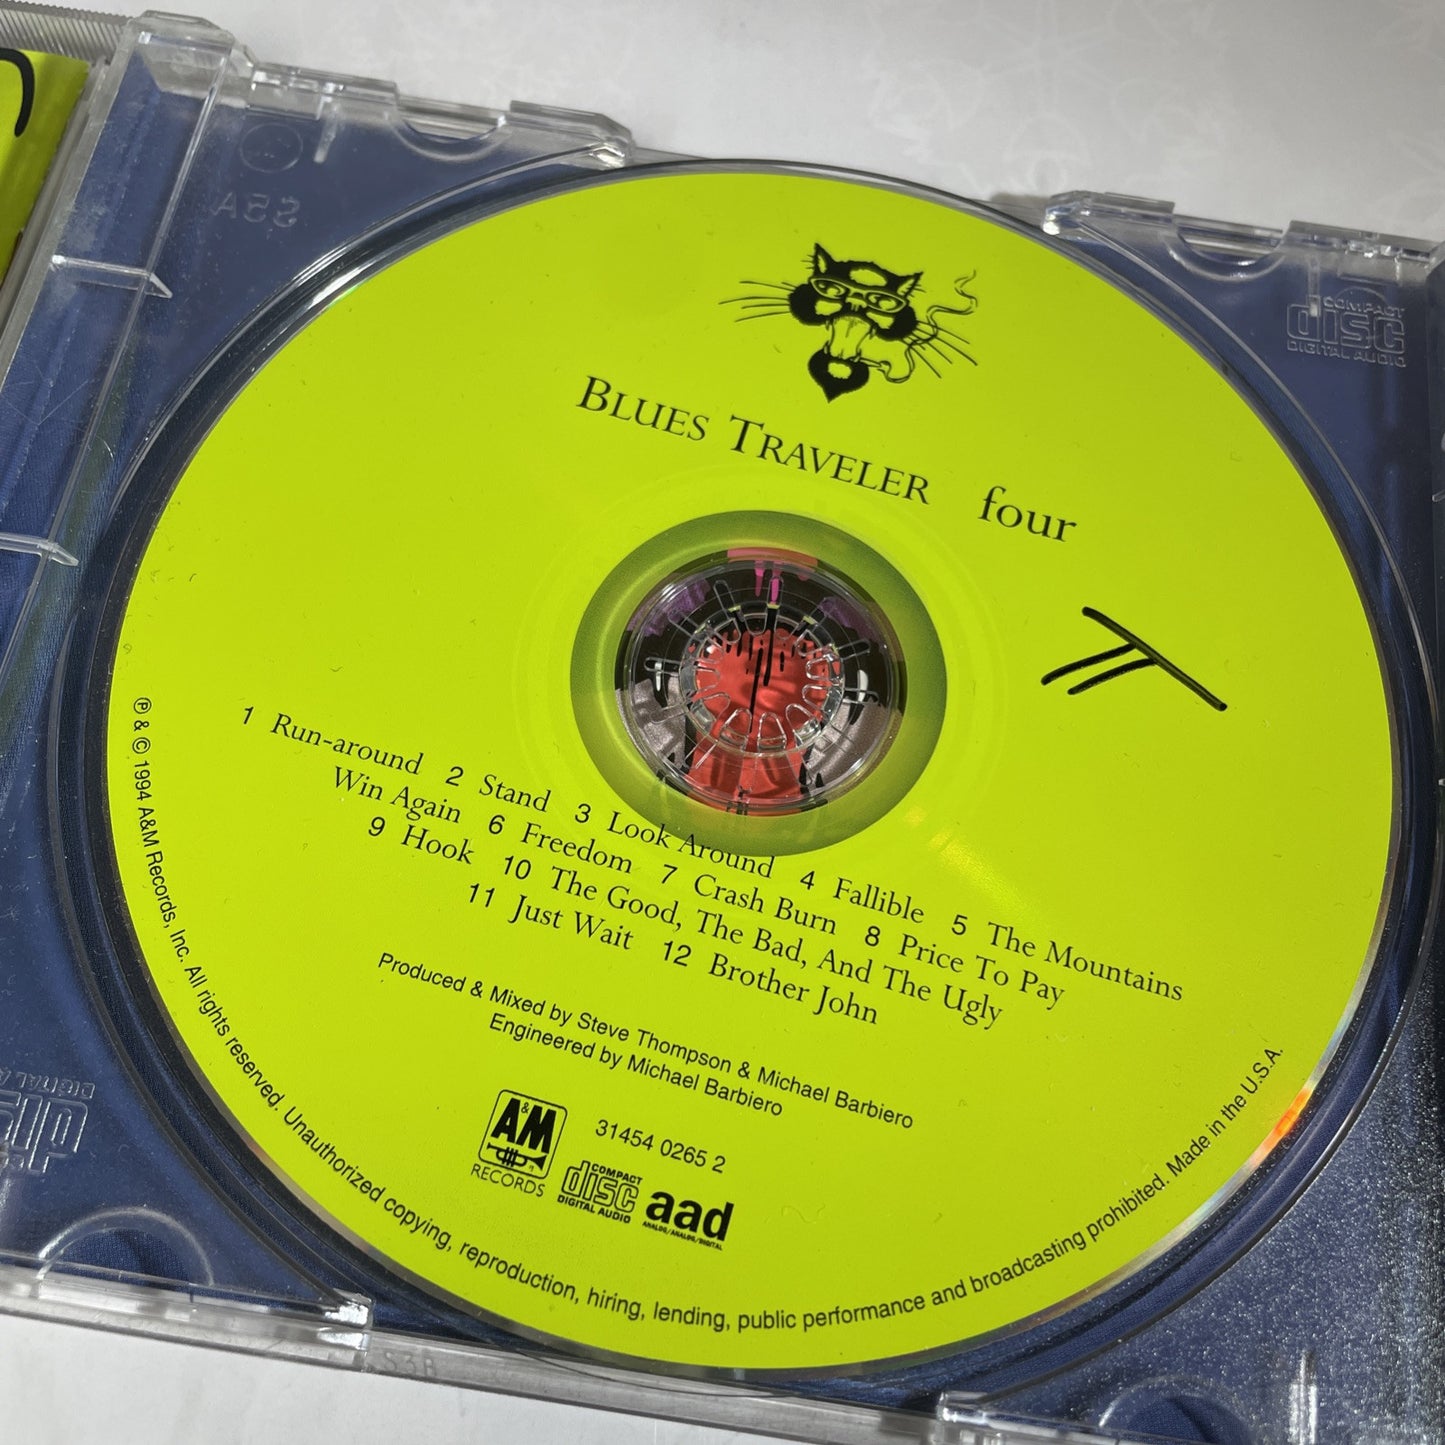 BLUES TRAVELER four
1 Run-around 2 Stand 3 Look Around 4 Fallible 5 The Mountains
Win Again 6 Freedom 7 Crash Burn 8 Price To Pay
9 Hook 10 The Good, The Bad, And The Ugly
11 Just Wait 12 Brother John
Produced & Mixed by Steve Thompson & Michael Barbiero
Engineered by Michael Barbiero
A&M
RECORDS
31454 0265 2
COMPACT
disc
DIGITAL AUDIO
aad
ANALOG/ANALOG/DIGITAL
℗ & © 1994 A&M Records, Inc. All rights reserved. Unauthorized copying, reproduction, hiring, lending, public performance and broadcasting prohibited. Made in the U.S.A.
COMPACT
disc
DIGITAL AUDIO